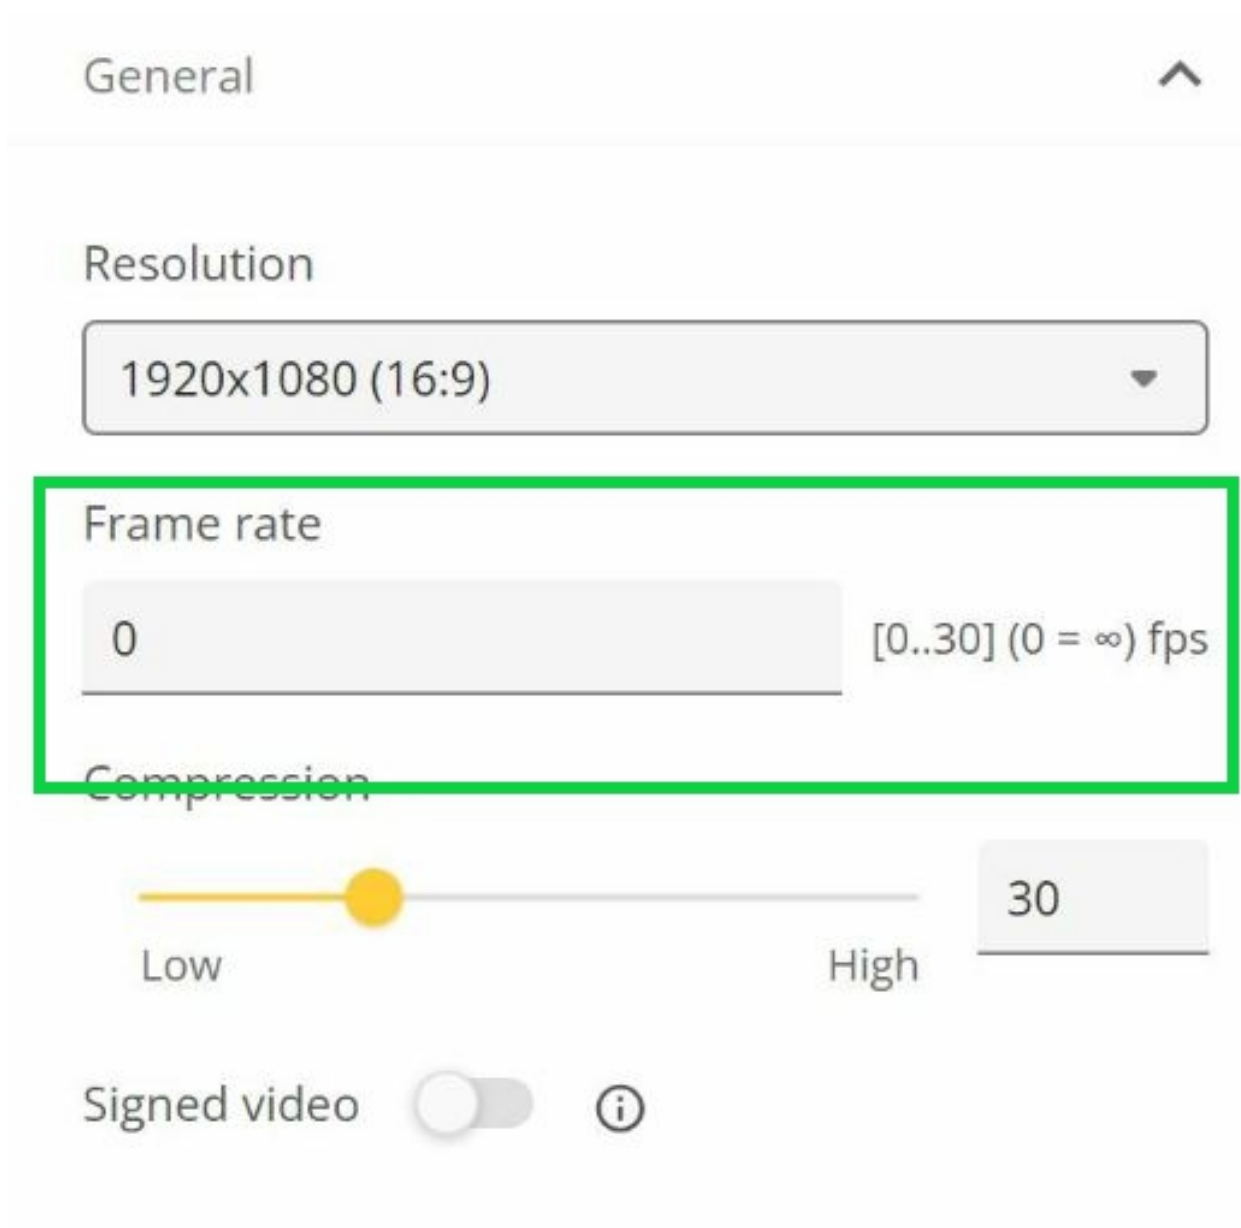 General
Resolution
1920x1080 (16:9)
Frame rate
0
[0..30] (0 = ∞) fps
Compression
30
Low
High
Signed video